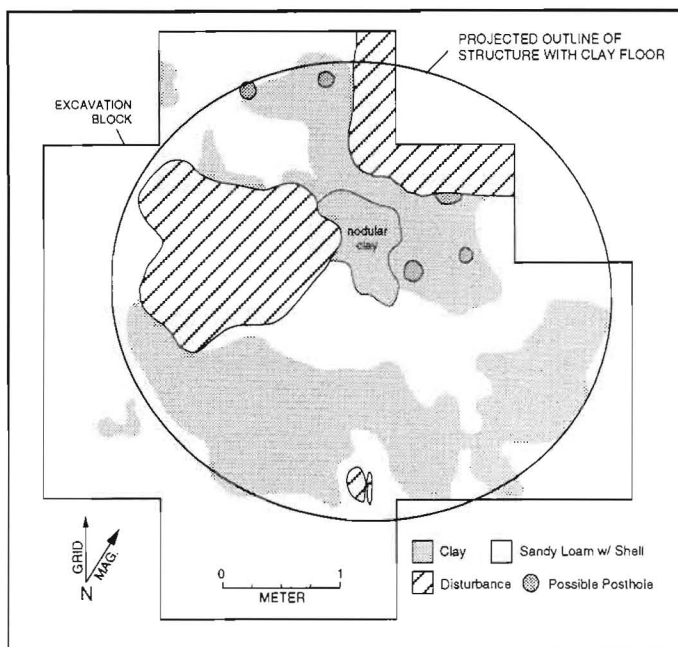 PROJECTED OUTLINE OF
STRUCTURE WITH CLAY FLOOR
EXCAVATION
BLOCK
nodular
clay
GRID
MAG.
N
0 1
METER
Clay
Sandy Loam w/ Shell
Disturbance
Possible Posthole